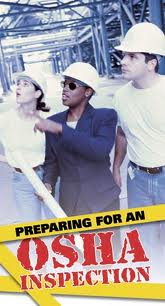 PREPARING FOR AN
OSHA
INSPECTION